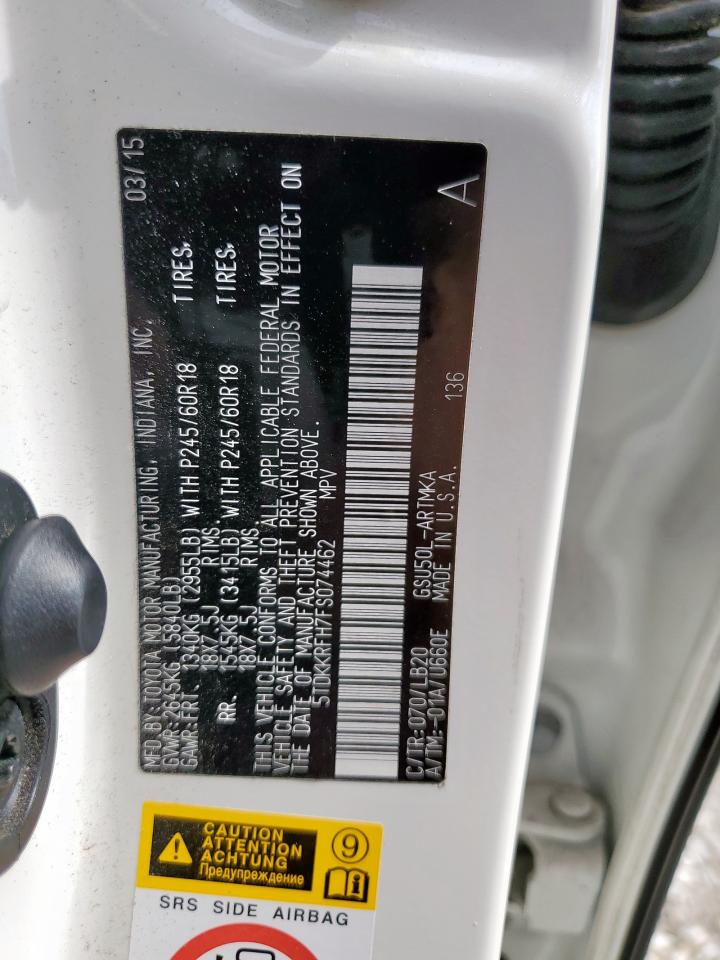 MFD BY: TOYOTA MOTOR MANUFACTURING, INDIANA, INC. 03/15
GVWR: 2645KG (5840LB)
GAWR: FRT 1340KG (2955LB) WITH P245/60R18 TIRES,
18X7.5J RIMS,
RR. 1545KG (3415LB) WITH P245/60R18 TIRES,
18X7.5J RIMS
THIS VEHICLE CONFORMS TO ALL APPLICABLE FEDERAL MOTOR
VEHICLE SAFETY AND THEFT PREVENTION STANDARDS IN EFFECT ON
THE DATE OF MANUFACTURE SHOWN ABOVE.
5TDKKRFH7FS074462 MPV
C/TR: 070/LB20 GSU50L-ARTMKA A
A/TM: -01A/U660E MADE IN U.S.A. 136
CAUTION
ATTENTION
ACHTUNG
Предупреждение
9
SRS SIDE AIRBAG